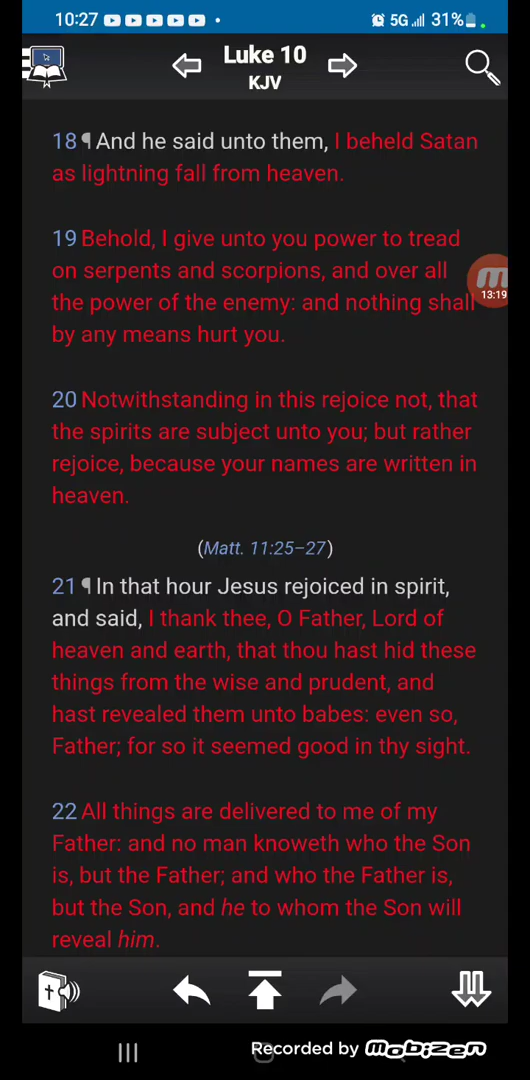 10:27
5G 31%
Luke 10
KJV
18 ¶ And he said unto them, I beheld Satan
as lightning fall from heaven.
19 Behold, I give unto you power to tread
on serpents and scorpions, and over all
the power of the enemy: and nothing shall
by any means hurt you.
13:19
20 Notwithstanding in this rejoice not, that
the spirits are subject unto you; but rather
rejoice, because your names are written in
heaven.
(Matt. 11:25–27)
21 ¶ In that hour Jesus rejoiced in spirit,
and said, I thank thee, O Father, Lord of
heaven and earth, that thou hast hid these
things from the wise and prudent, and
hast revealed them unto babes: even so,
Father; for so it seemed good in thy sight.
22 All things are delivered to me of my
Father: and no man knoweth who the Son
is, but the Father; and who the Father is,
but the Son, and he to whom the Son will
reveal him.
Recorded by mobizen